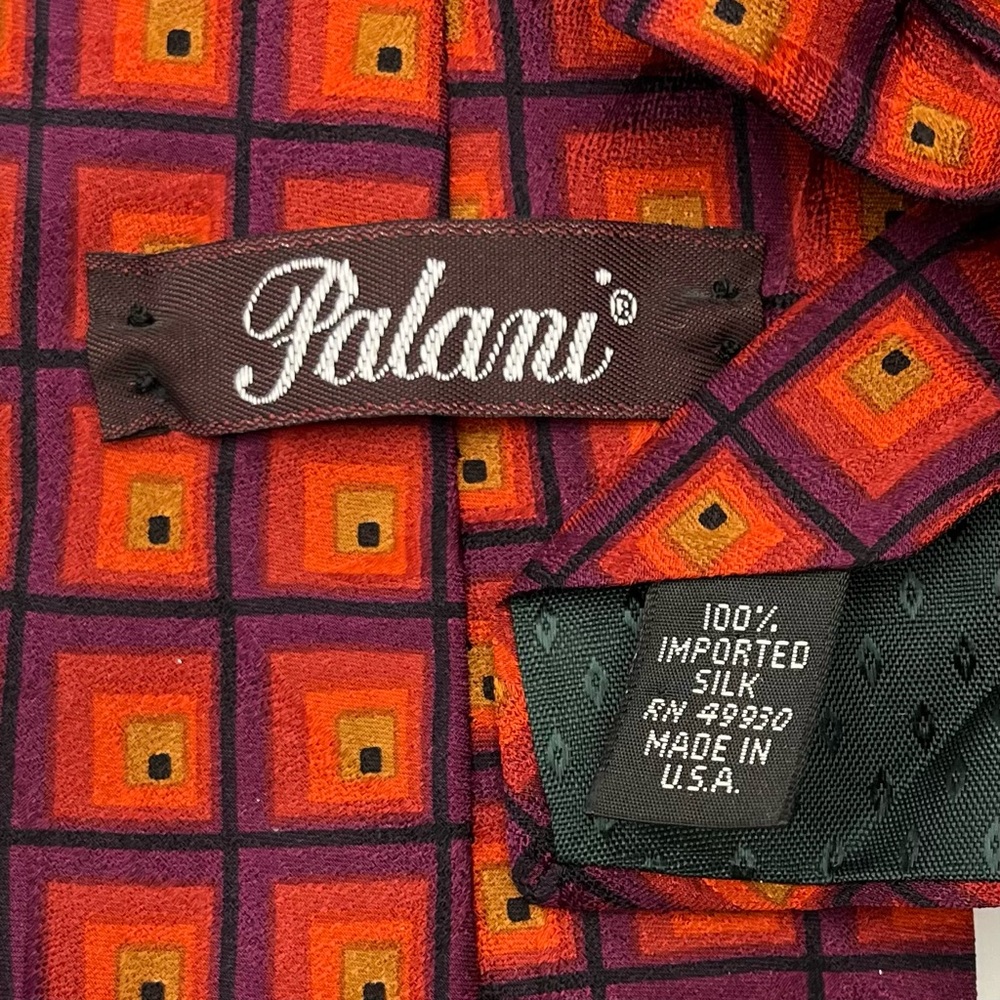 Palani®
100%
IMPORTED
SILK
RN 49930
MADE IN
U.S.A.